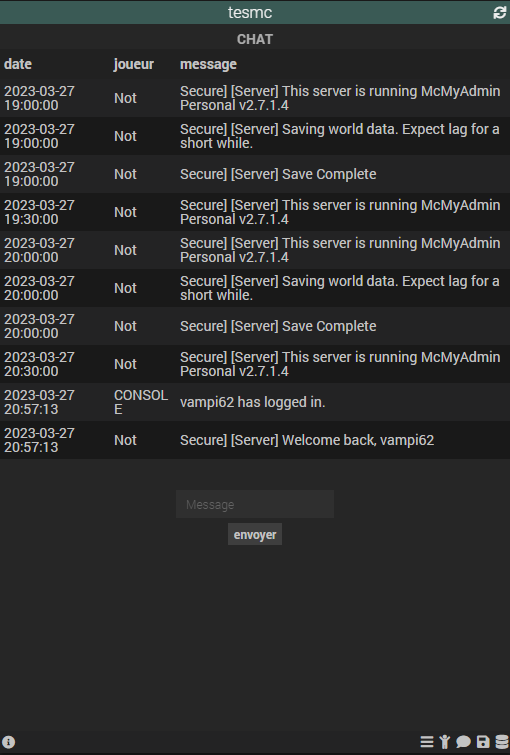 tesmc
CHAT
date joueur message
2023-03-27 19:00:00 Not Secure] [Server] This server is running McMyAdmin Personal v2.7.1.4
2023-03-27 19:00:00 Not Secure] [Server] Saving world data. Expect lag for a short while.
2023-03-27 19:00:00 Not Secure] [Server] Save Complete
2023-03-27 19:30:00 Not Secure] [Server] This server is running McMyAdmin Personal v2.7.1.4
2023-03-27 20:00:00 Not Secure] [Server] This server is running McMyAdmin Personal v2.7.1.4
2023-03-27 20:00:00 Not Secure] [Server] Saving world data. Expect lag for a short while.
2023-03-27 20:00:00 Not Secure] [Server] Save Complete
2023-03-27 20:30:00 Not Secure] [Server] This server is running McMyAdmin Personal v2.7.1.4
2023-03-27 20:57:13 CONSOLE vampi62 has logged in.
2023-03-27 20:57:13 Not Secure] [Server] Welcome back, vampi62
Message
envoyer